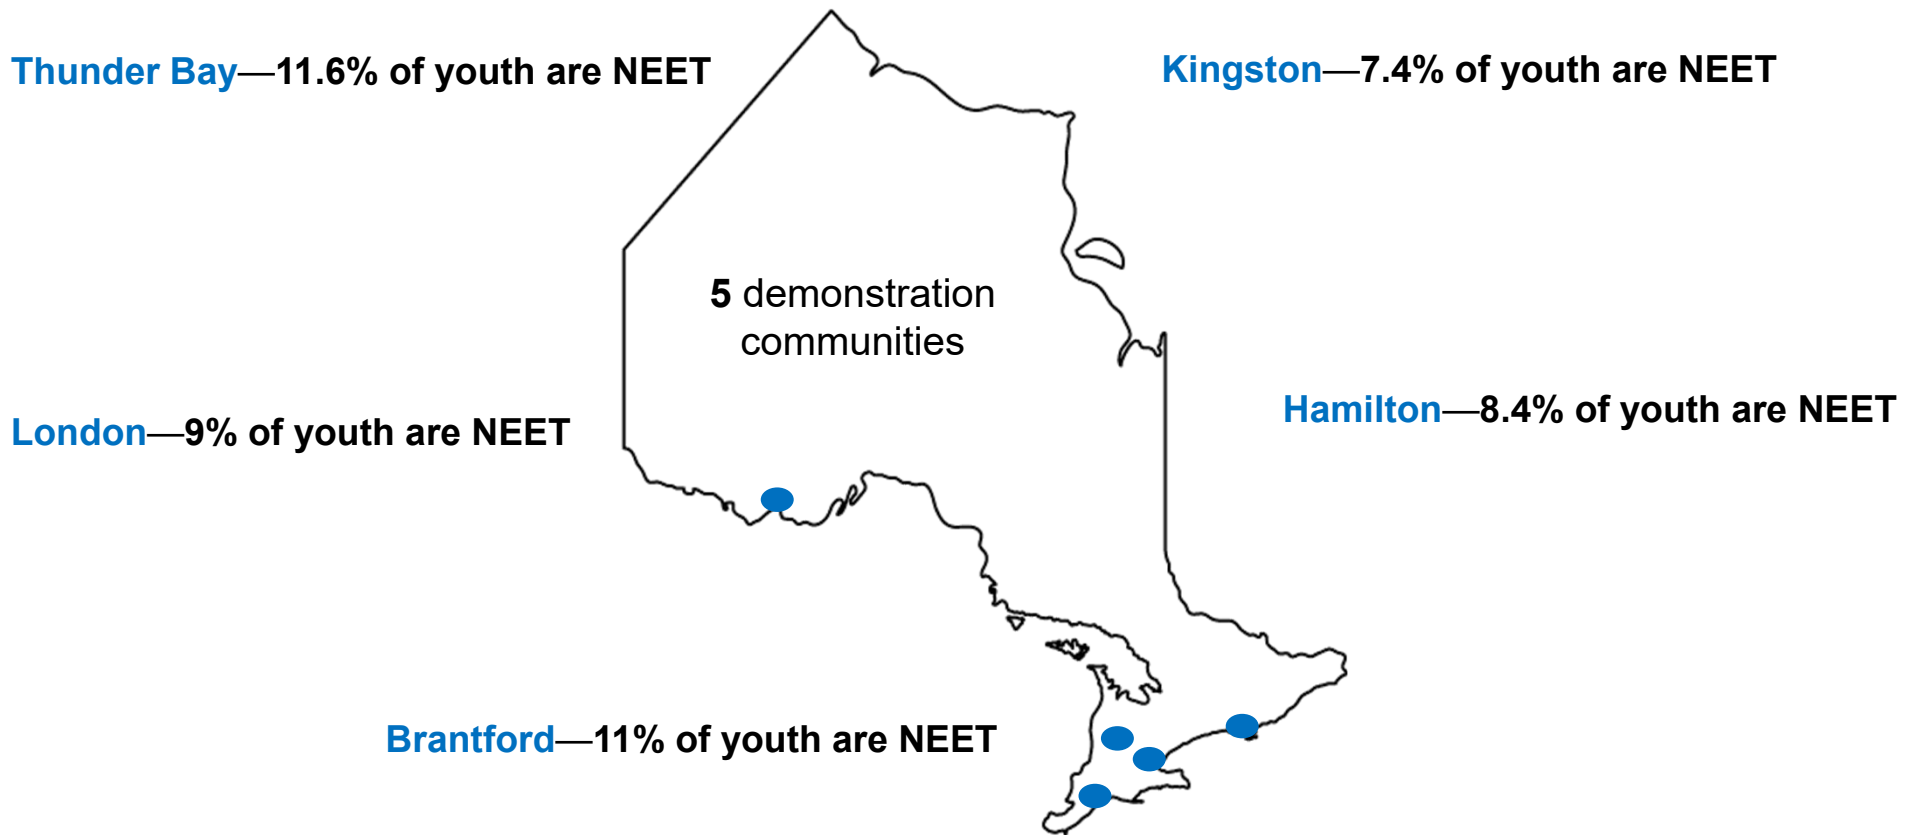 Thunder Bay—11.6% of youth are NEET
Kingston—7.4% of youth are NEET
5 demonstration
communities
London—9% of youth are NEET
Hamilton—8.4% of youth are NEET
Brantford—11% of youth are NEET